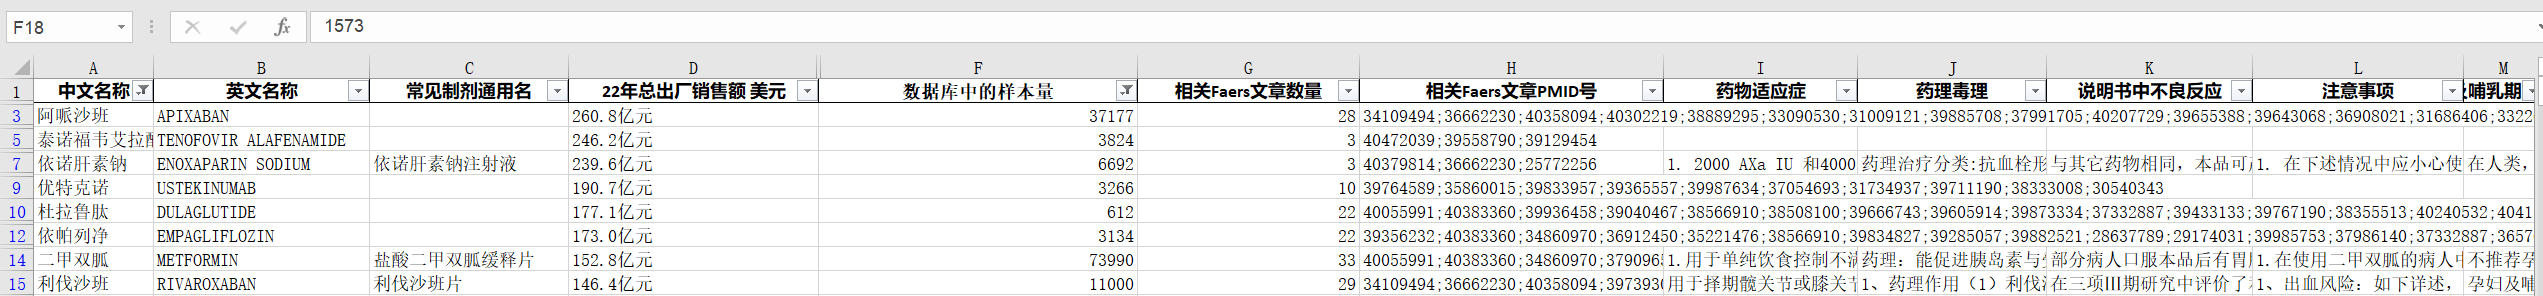 F18 fx 1573
A B C D F G H I J K L M
1 中文名称 英文名称 常见制剂通用名 22年总出厂销售额 美元 数据库中的样本量 相关Faers文章数量 相关Faers文章PMID号 药物适应症 药理毒理 说明书中不良反应 注意事项 及哺乳期
3 阿哌沙班 APIXABAN 260.8亿元 37177 28 34109494;36662230;40358094;40302219;38889295;33090530;31009121;39885708;37991705;40207729;39655388;39643068;36908021;31686406;3322
5 泰诺福韦艾拉酚 TENOFOVIR ALAFENAMIDE 246.2亿元 3824 3 40472039;39558790;39129454
7 依诺肝素钠 ENOXAPARIN SODIUM 依诺肝素钠注射液 239.6亿元 6692 3 40379814;36662230;25772256 1. 2000 AXa IU 和4000 药理治疗分类:抗血栓形 与其它药物相同，本品可 1. 在下述情况中应小心使 在人类，
9 优特克诺 USTEKINUMAB 190.7亿元 3266 10 39764589;35860015;39833957;39365557;39987634;37054693;31734937;39711190;38333008;30540343
10 杜拉鲁肽 DULAGLUTIDE 177.1亿元 612 22 40055991;40383360;39936458;39040467;38566910;38508100;39666743;39605914;39873334;37332887;39433133;39767190;38355513;40240532;4041
12 依帕列净 EMPAGLIFLOZIN 173.0亿元 3134 22 39356232;40383360;34860970;36912450;35221476;38566910;39834827;39285057;39882521;28637789;29174031;39985753;37986140;37332887;3657
14 二甲双胍 METFORMIN 盐酸二甲双胍缓释片 152.8亿元 73990 33 40055991;40383360;34860970;3790965 1.用于单纯饮食控制不满 药理：能促进胰岛素与 部分病人口服本品后有胃 1.在使用二甲双胍的病人中 不推荐孕
15 利伐沙班 RIVAROXABAN 利伐沙班片 146.4亿元 11000 29 34109494;36662230;40358094;3973930 用于择期髋关节或膝关节 1、药理作用（1）利伐沙 在三项III期研究中评价了 1、出血风险：如下详述， 孕妇及哺